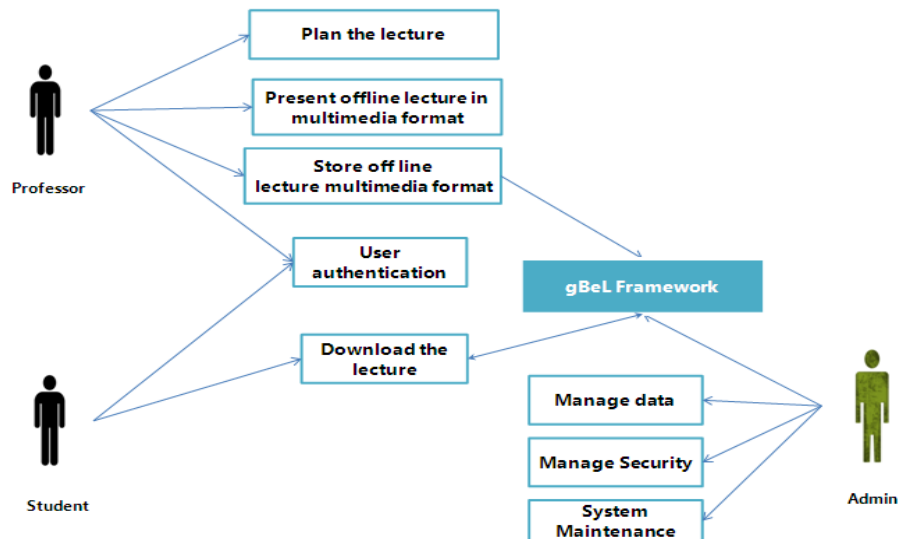 Plan the lecture
Present offline lecture in
multimedia format
Store off line
lecture multimedia format
Professor
User
authentication
gBeL Framework
Download the
lecture
Manage data
Manage Security
System
Maintenance
Student
Admin